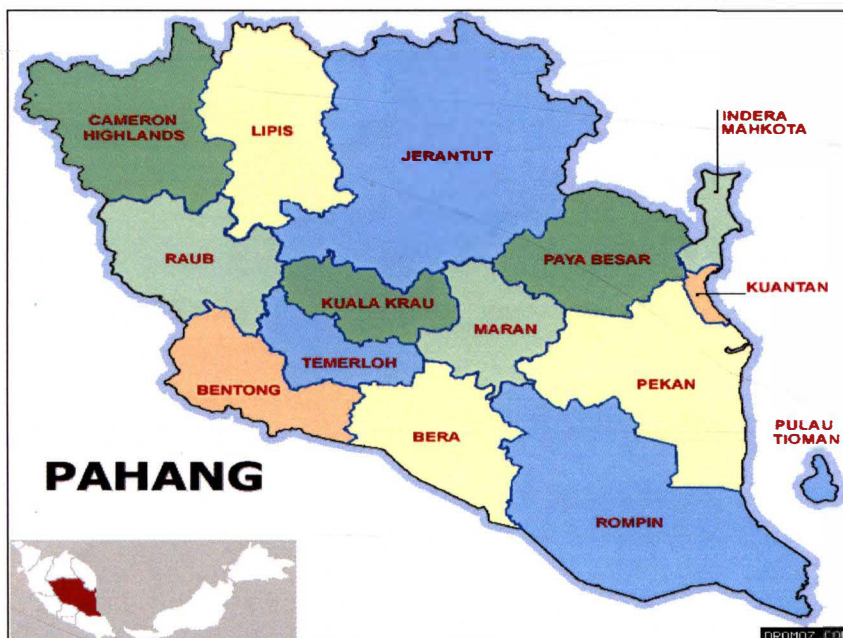 CAMERON
HIGHLANDS
LIPIS
JERANTUT
INDERA
MAHKOTA
RAUB
PAYA BESAR
KUANTAN
KUALA KRAU
MARAN
TEMERLOH
BENTONG
PEKAN
BERA
PULAU
TIOMAN
PAHANG
ROMPIN